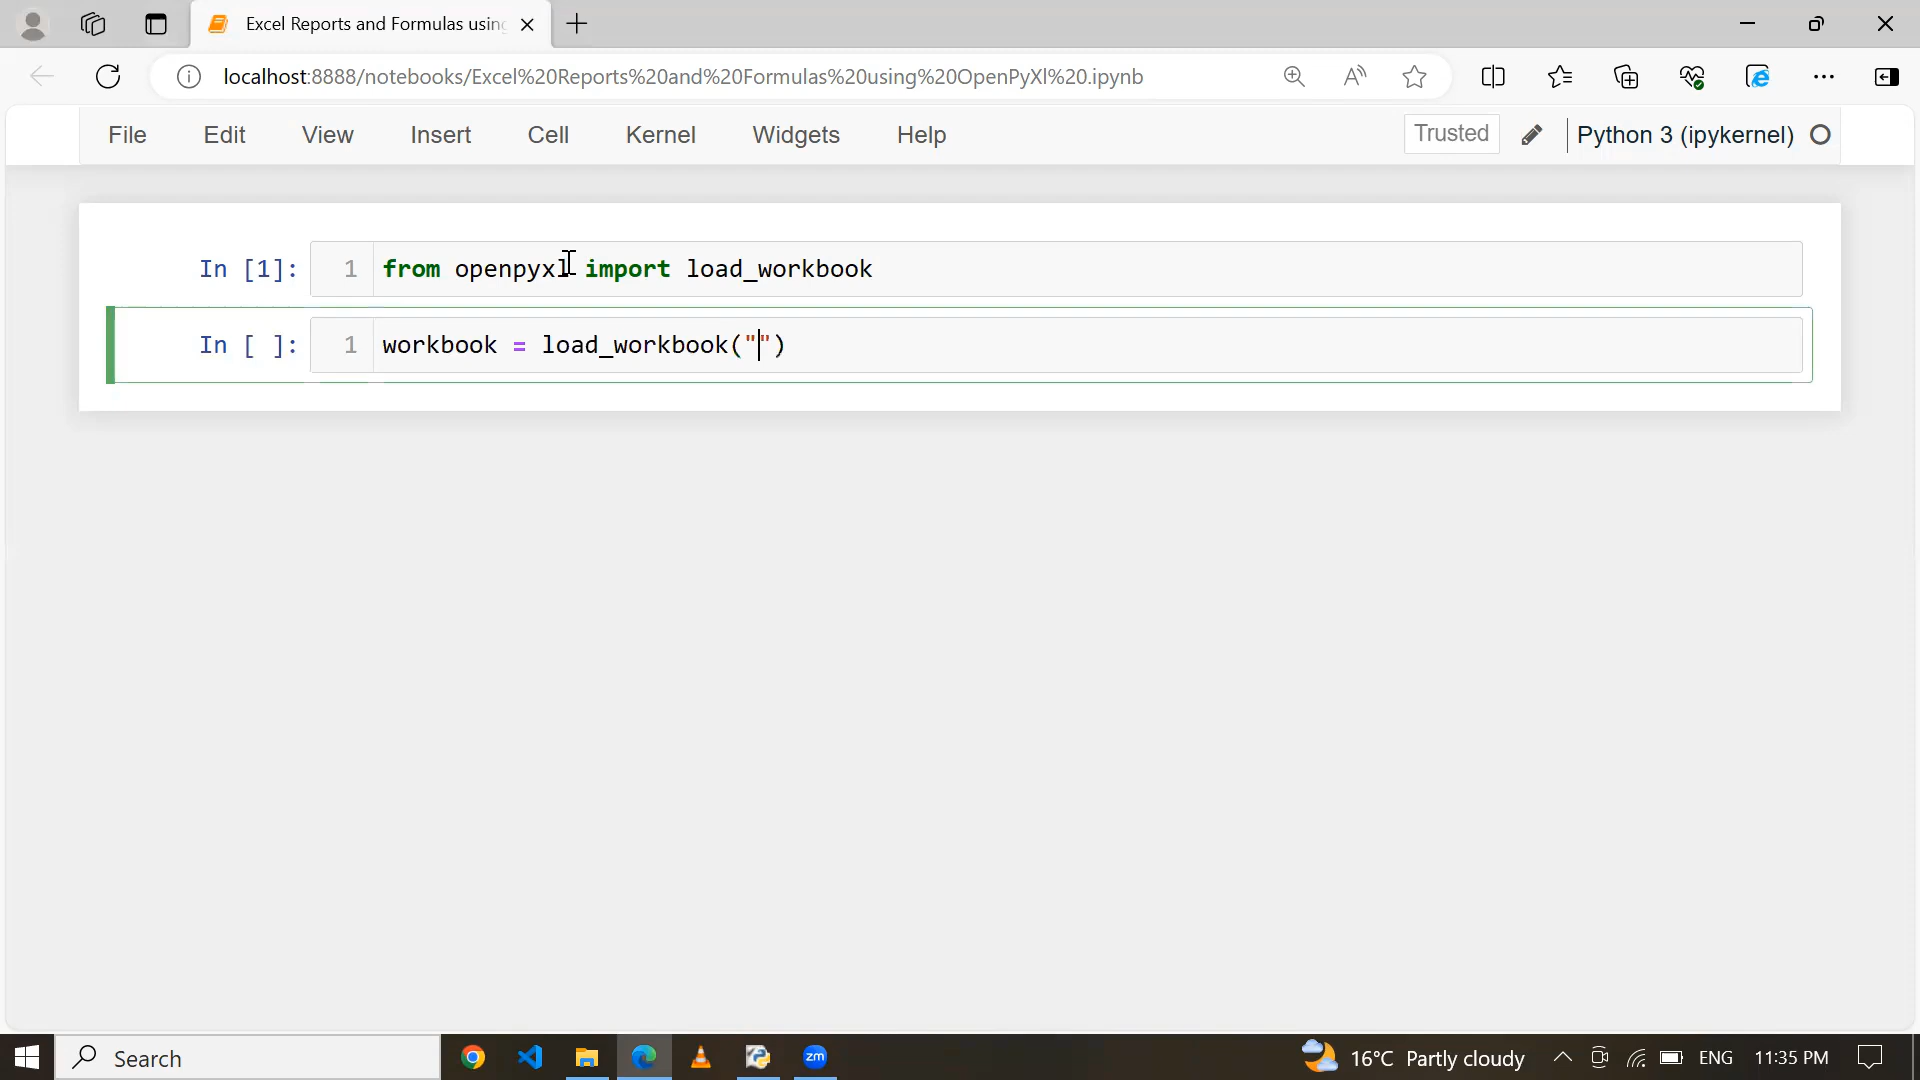 Excel Reports and Formulas using
localhost:8888/notebooks/Excel%20Reports%20and%20Formulas%20using%20OpenPyXl%20.ipynb
File Edit View Insert Cell Kernel Widgets Help Trusted Python 3 (ipykernel)
In [1]: 1 from openpyxl import load_workbook
In [ ]: 1 workbook = load_workbook("")
Search zm 16°C Partly cloudy ENG 11:35 PM